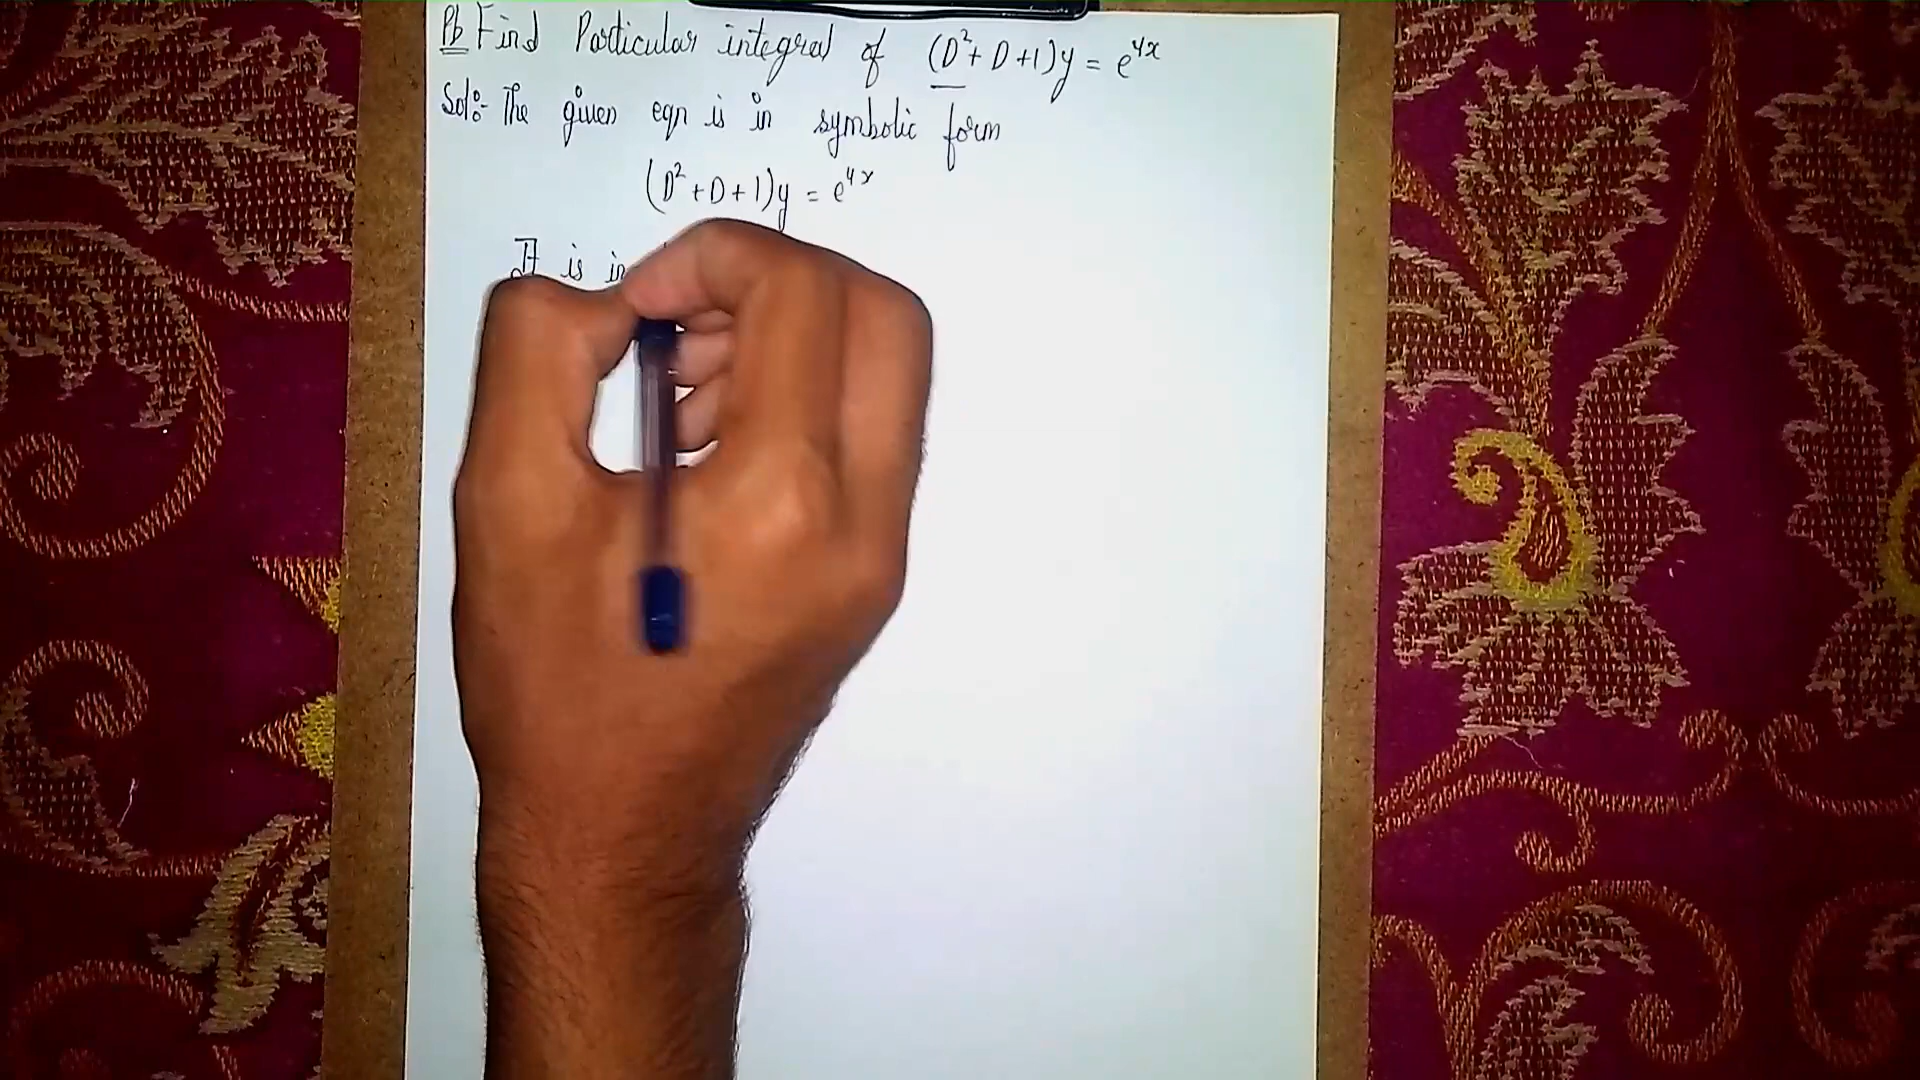 Pb Find Particular integral of (D²+D+1)y = e⁴ˣ
Sol:- The given eqn is in symbolic form
(D²+D+1)y = e⁴ˣ
It is in